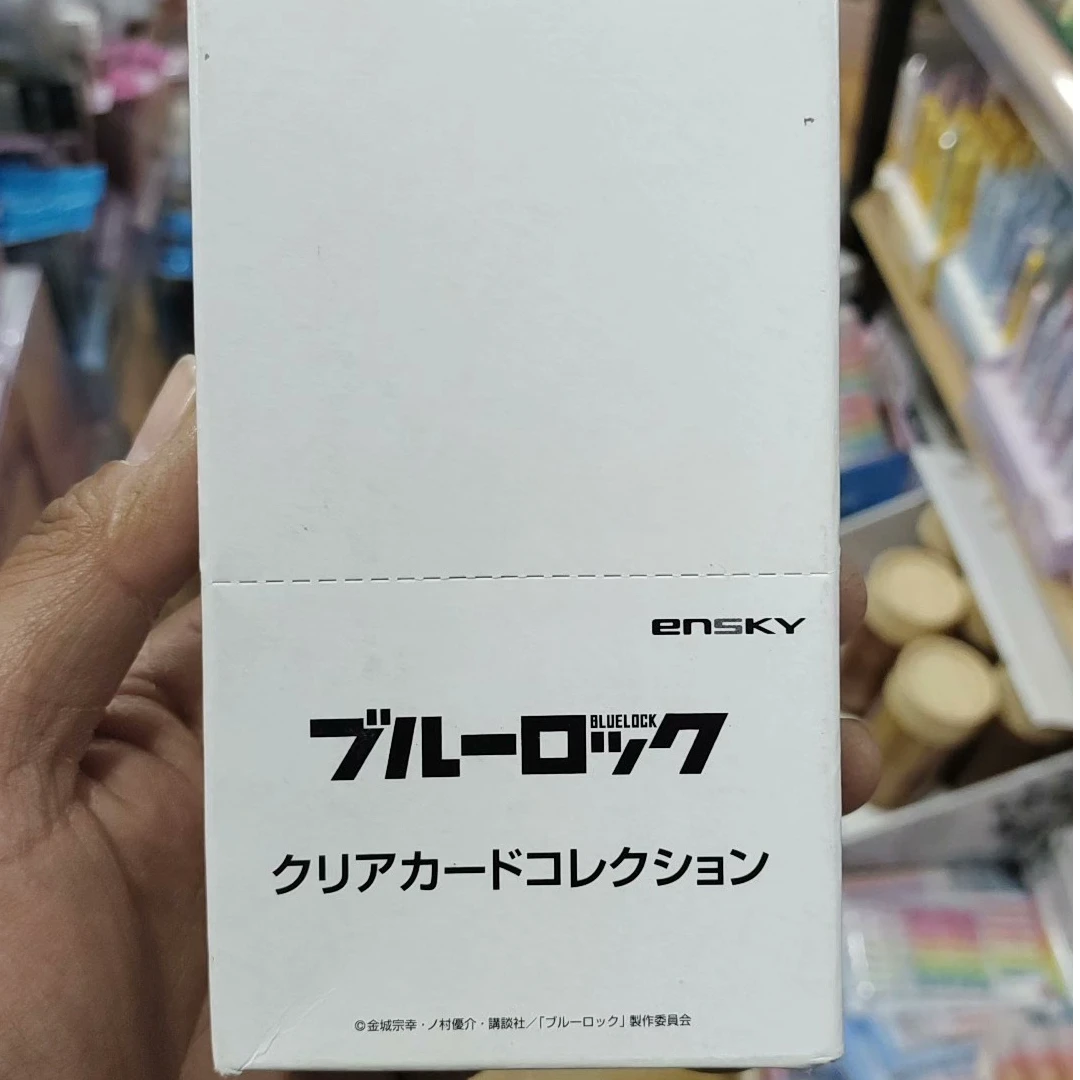 ensky
ブルーロック
BLUELOCK
クリアカードコレクション
©金城宗幸・ノ村優介・講談社/「ブルーロック」製作委員会